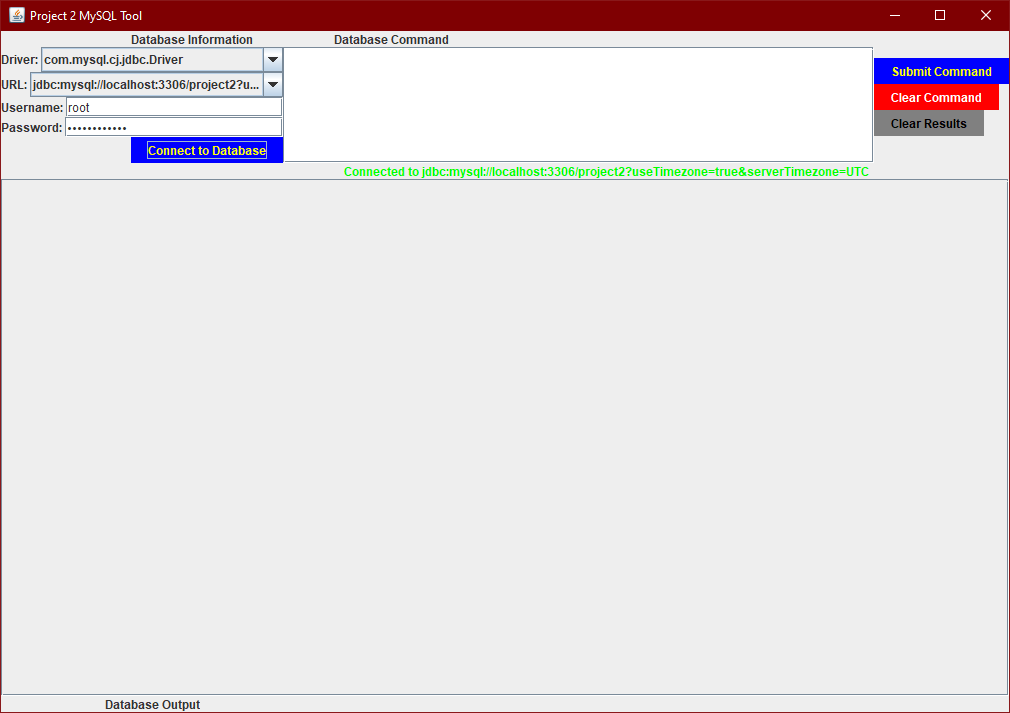 Project 2 MySQL Tool
Database Information
Database Command
Driver: com.mysql.cj.jdbc.Driver
URL: jdbc:mysql://localhost:3306/project2?u...
Username: root
Password: ••••••••••••
Connect to Database
Submit Command
Clear Command
Clear Results
Connected to jdbc:mysql://localhost:3306/project2?useTimezone=true&serverTimezone=UTC
Database Output